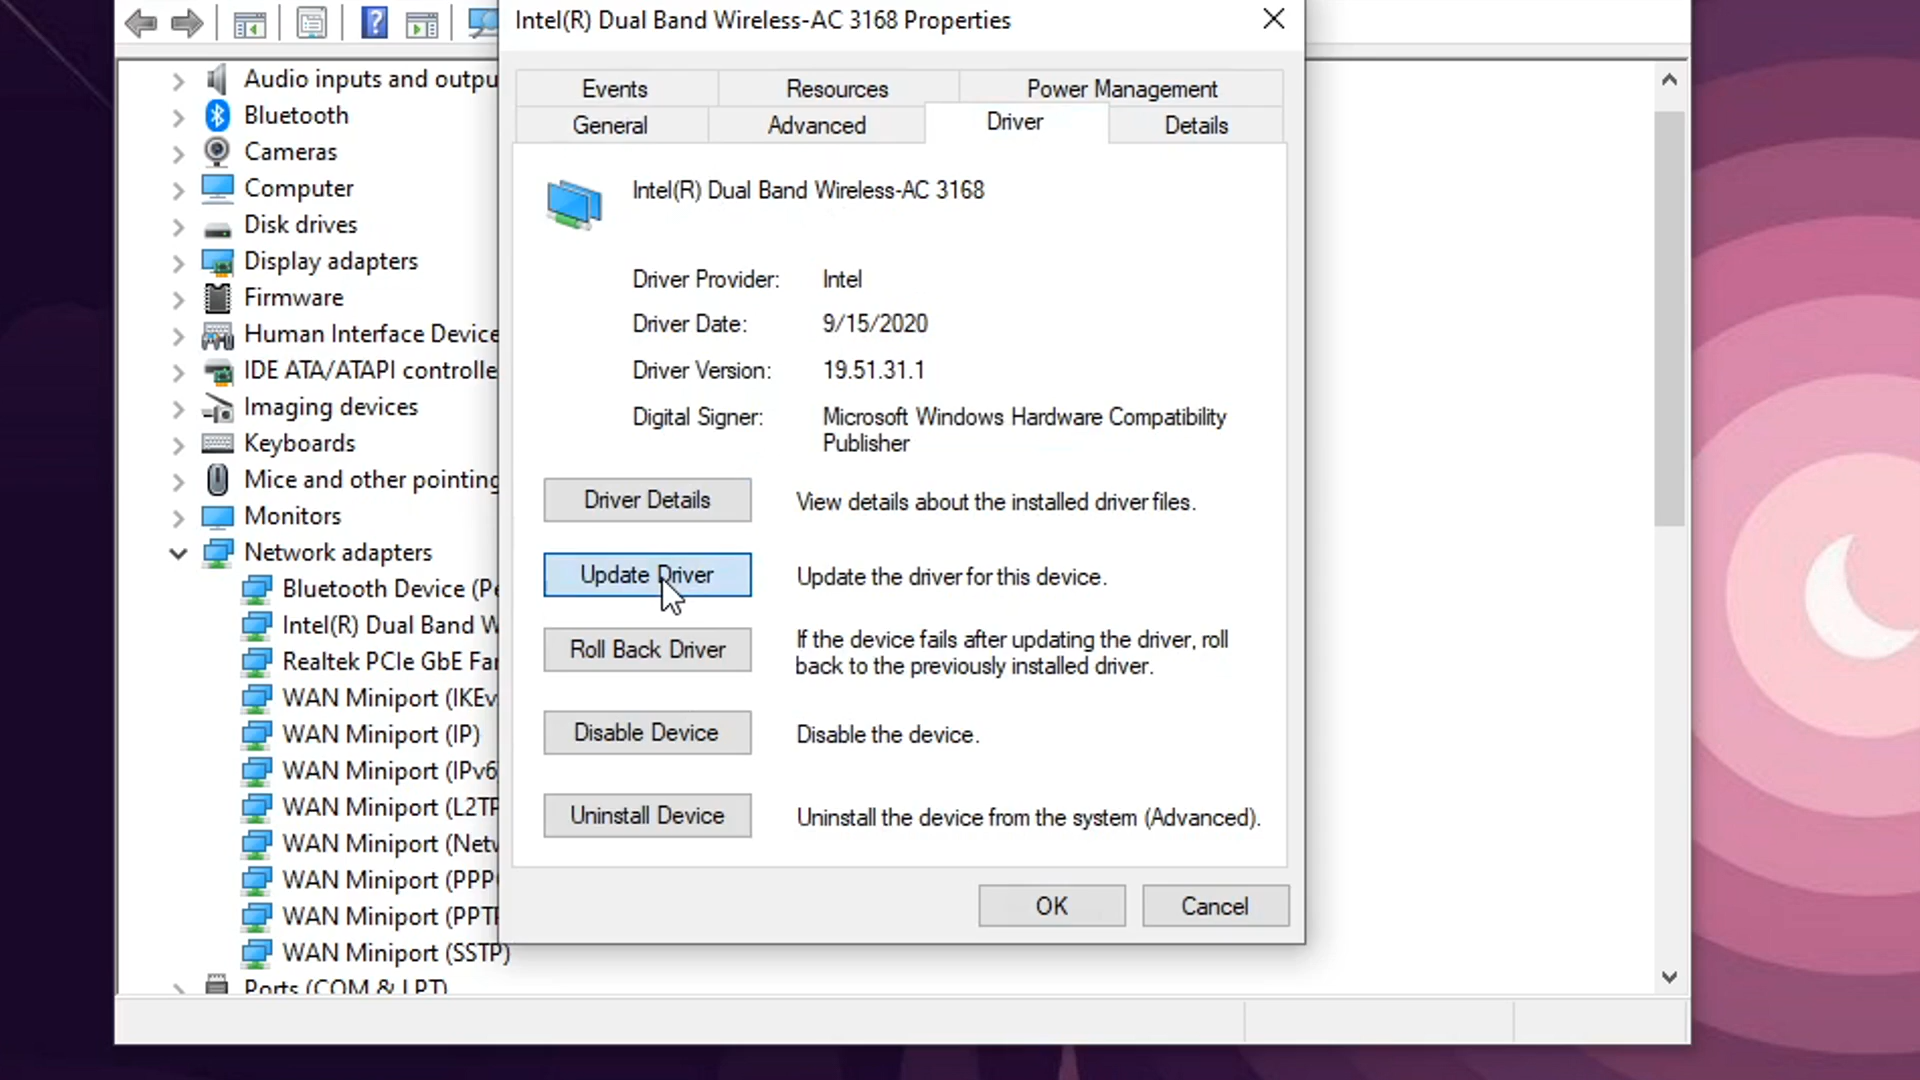 Intel(R) Dual Band Wireless-AC 3168 Properties
Events
Resources
Power Management
General
Advanced
Driver
Details
Intel(R) Dual Band Wireless-AC 3168
Driver Provider:
Intel
Driver Date:
9/15/2020
Driver Version:
19.51.31.1
Digital Signer:
Microsoft Windows Hardware Compatibility
Publisher
Driver Details
View details about the installed driver files.
Update Driver
Update the driver for this device.
Roll Back Driver
If the device fails after updating the driver, roll
back to the previously installed driver.
Disable Device
Disable the device.
Uninstall Device
Uninstall the device from the system (Advanced).
OK
Cancel
Audio inputs and outpu
Bluetooth
Cameras
Computer
Disk drives
Display adapters
Firmware
Human Interface Device
IDE ATA/ATAPI controlle
Imaging devices
Keyboards
Mice and other pointing
Monitors
Network adapters
Bluetooth Device (Pe
Intel(R) Dual Band W
Realtek PCIe GbE Fa
WAN Miniport (IKEv
WAN Miniport (IP)
WAN Miniport (IPv6
WAN Miniport (L2TP
WAN Miniport (Netw
WAN Miniport (PPP
WAN Miniport (PPTP
WAN Miniport (SSTP)
Ports (COM & LPT)